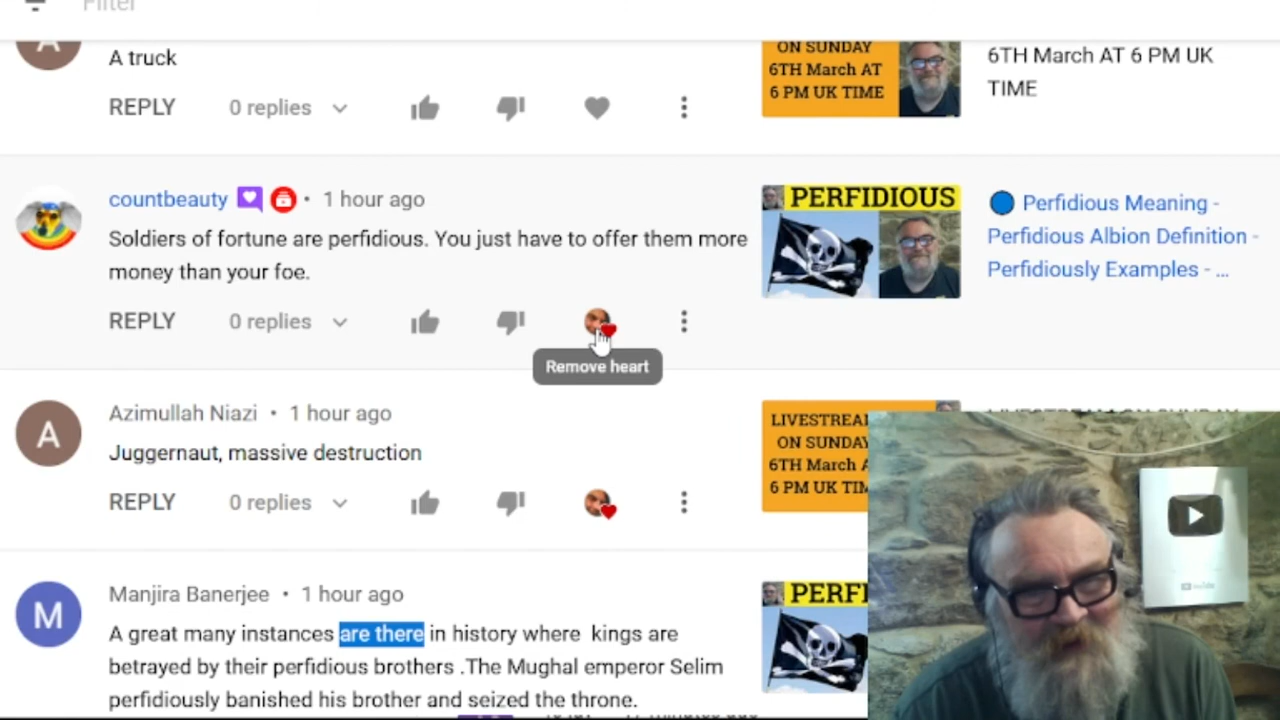 Filter
A
A truck
REPLY 0 replies
ON SUNDAY
6TH March AT
6 PM UK TIME
6TH March AT 6 PM UK
TIME
countbeauty • 1 hour ago
Soldiers of fortune are perfidious. You just have to offer them more
money than your foe.
REPLY 0 replies
Remove heart
PERFIDIOUS
Perfidious Meaning -
Perfidious Albion Definition -
Perfidiously Examples - ...
A
Azimullah Niazi • 1 hour ago
Juggernaut, massive destruction
REPLY 0 replies
LIVESTREA
ON SUNDAY
6TH March A
6 PM UK TIM
M
Manjira Banerjee • 1 hour ago
A great many instances are there in history where kings are
betrayed by their perfidious brothers .The Mughal emperor Selim
perfidiously banished his brother and seized the throne.
PERFI